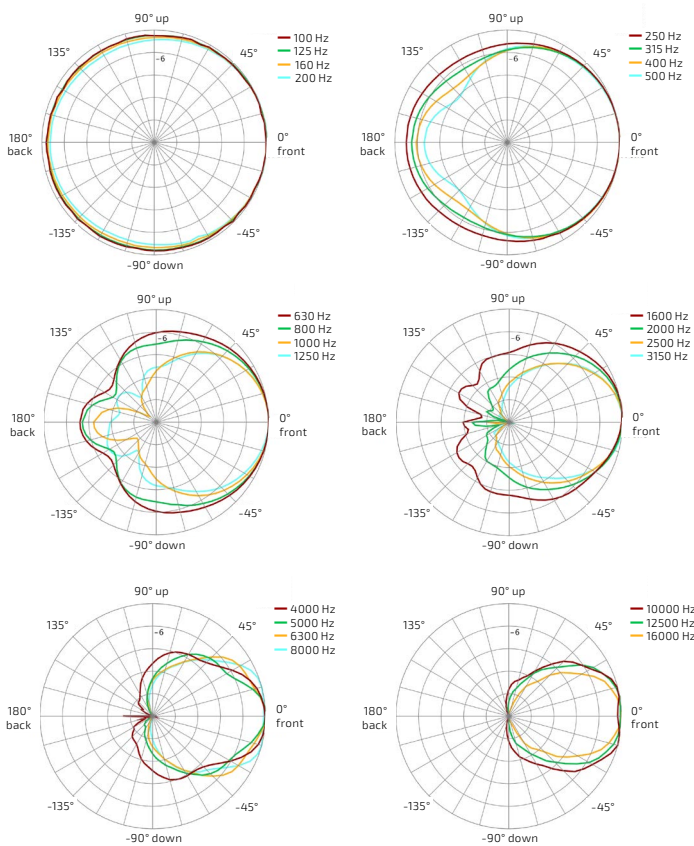 90° up
100 Hz
125 Hz
160 Hz
200 Hz
135°
45°
-6
180°
back
0°
front
-135°
-45°
-90° down
90° up
250 Hz
315 Hz
400 Hz
500 Hz
135°
45°
-6
180°
back
0°
front
-135°
-45°
-90° down
90° up
630 Hz
800 Hz
1000 Hz
1250 Hz
135°
45°
-6
180°
back
0°
front
-135°
-45°
-90° down
90° up
1600 Hz
2000 Hz
2500 Hz
3150 Hz
135°
45°
-6
180°
back
0°
front
-135°
-45°
-90° down
90° up
4000 Hz
5000 Hz
6300 Hz
8000 Hz
135°
45°
-6
180°
back
0°
front
-135°
-45°
-90° down
90° up
10000 Hz
12500 Hz
16000 Hz
135°
45°
-6
180°
back
0°
front
-135°
-45°
-90° down